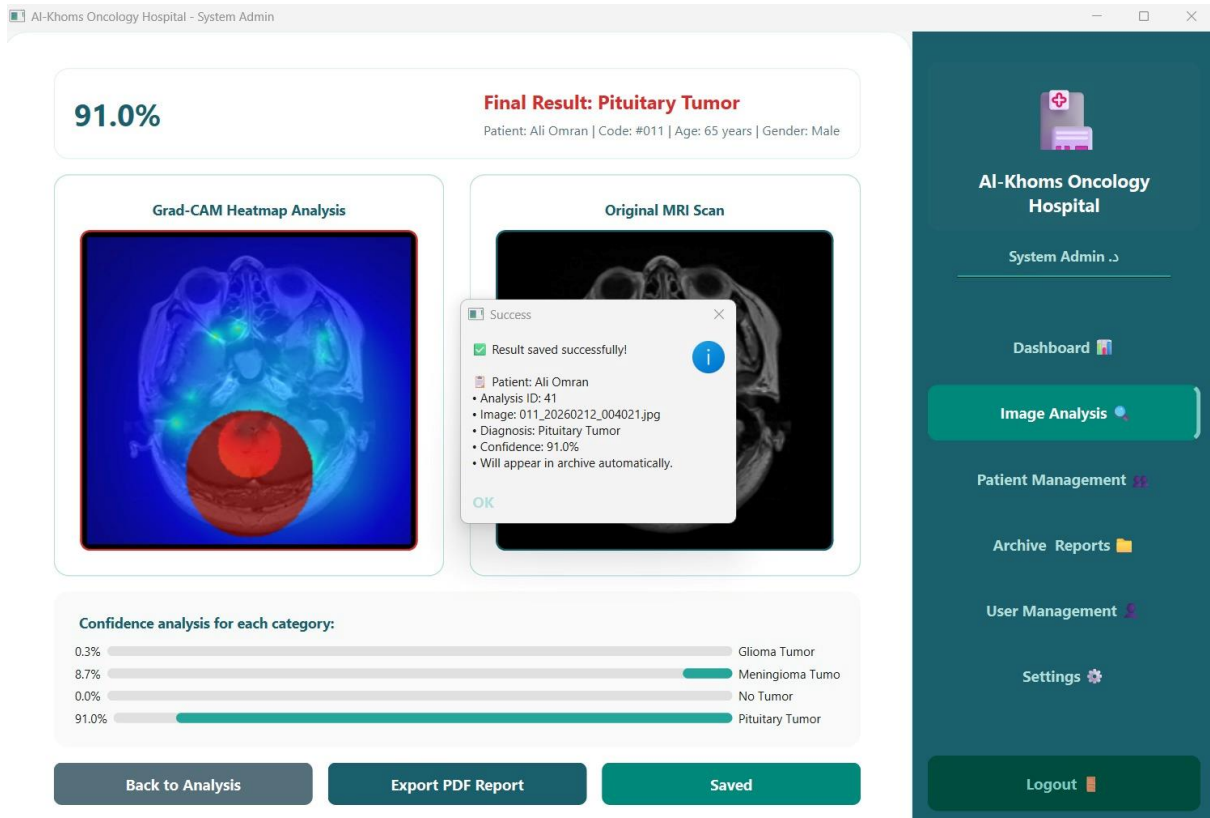 Al-Khoms Oncology Hospital - System Admin
91.0%
Final Result: Pituitary Tumor
Patient: Ali Omran | Code: #011 | Age: 65 years | Gender: Male
Grad-CAM Heatmap Analysis
Original MRI Scan
Success
Result saved successfully!
Patient: Ali Omran
• Analysis ID: 41
• Image: 011_20260212_004021.jpg
• Diagnosis: Pituitary Tumor
• Confidence: 91.0%
• Will appear in archive automatically.
OK
Confidence analysis for each category:
0.3% Glioma Tumor
8.7% Meningioma Tumo
0.0% No Tumor
91.0% Pituitary Tumor
Back to Analysis
Export PDF Report
Saved
Al-Khoms Oncology
Hospital
System Admin .د
Dashboard
Image Analysis
Patient Management
Archive Reports
User Management
Settings
Logout